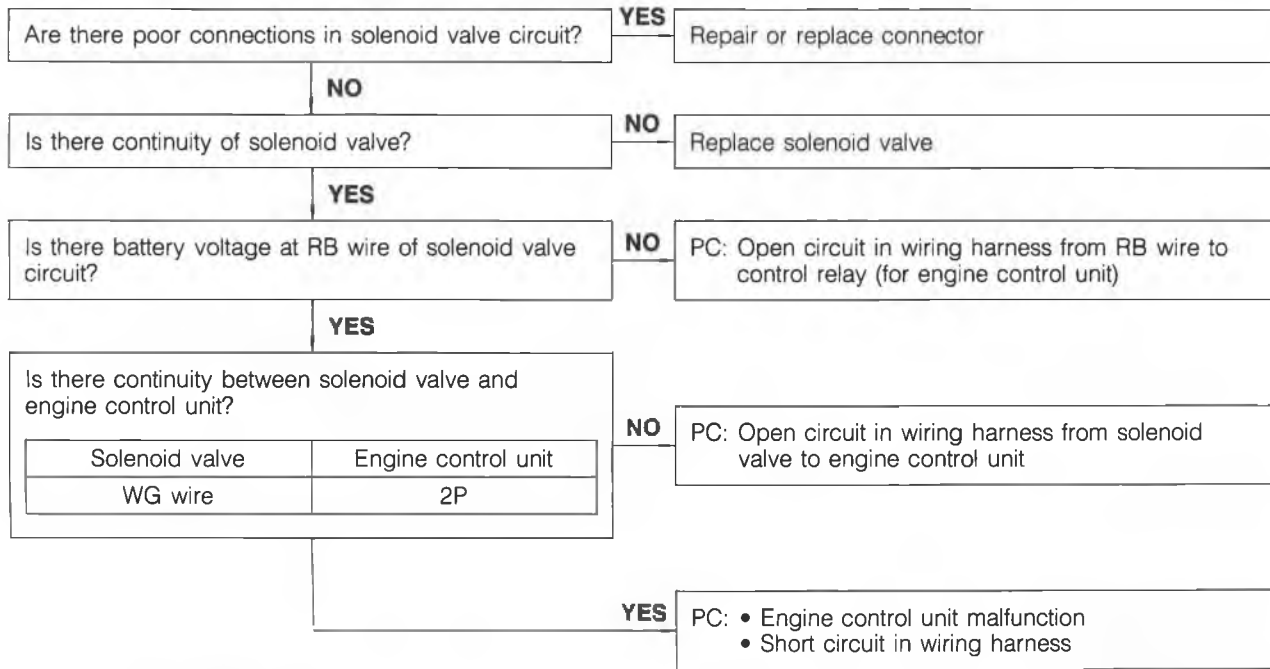 Are there poor connections in solenoid valve circuit?
YES
Repair or replace connector
NO
Is there continuity of solenoid valve?
NO
Replace solenoid valve
YES
Is there battery voltage at RB wire of solenoid valve
circuit?
NO
PC: Open circuit in wiring harness from RB wire to
control relay (for engine control unit)
YES
Is there continuity between solenoid valve and
engine control unit?
Solenoid valve Engine control unit
WG wire 2P
NO
PC: Open circuit in wiring harness from solenoid
valve to engine control unit
YES
PC: • Engine control unit malfunction
• Short circuit in wiring harness